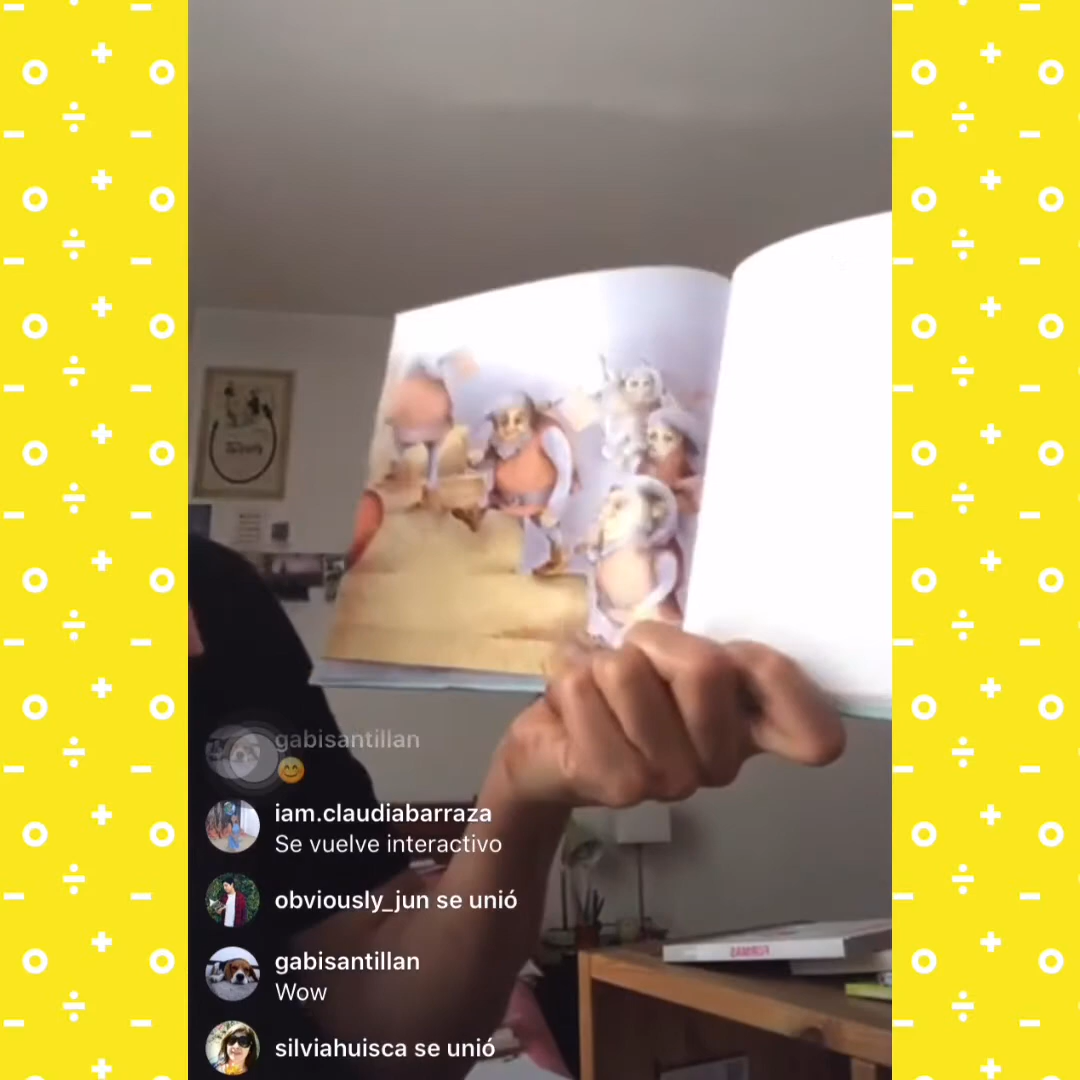 gabisantillan
😊
iam.claudiabarraza
Se vuelve interactivo
obviously_jun se unió
gabisantillan
Wow
silviahuisca se unió